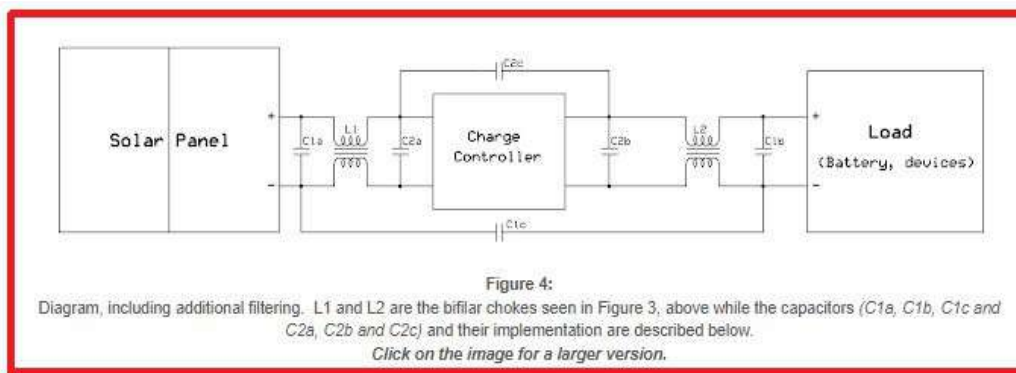 C2c
+
L1
L2
+
Solar Panel
C1a
C2a
Charge
Controller
C2b
C1b
Load
(Battery, devices)
-
-
C1c
Figure 4:
Diagram, including additional filtering. L1 and L2 are the bifilar chokes seen in Figure 3, above while the capacitors (C1a, C1b, C1c and
C2a, C2b and C2c) and their implementation are described below.
Click on the image for a larger version.